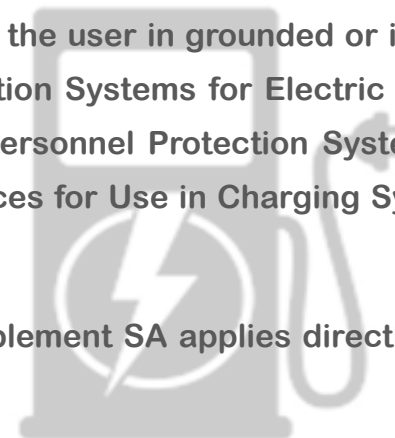 the user in grounded or
tion Systems for Electric
ersonnel Protection Syste
ces for Use in Charging Sy
plement SA applies direct